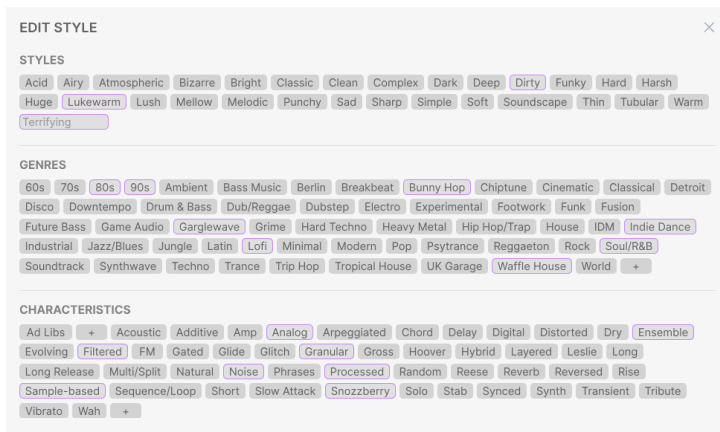 EDIT STYLE
STYLES
Acid Airy Atmospheric Bizarre Bright Classic Clean Complex Dark Deep Dirty Funky Hard Harsh
Huge Lukewarm Lush Mellow Melodic Punchy Sad Sharp Simple Soft Soundscape Thin Tubular Warm
Terrifying
GENRES
60s 70s 80s 90s Ambient Bass Music Berlin Breakbeat Bunny Hop Chiptune Cinematic Classical Detroit
Disco Downtempo Drum & Bass Dub/Reggae Dubstep Electro Experimental Footwork Funk Fusion
Future Bass Game Audio Garglewave Grime Hard Techno Heavy Metal Hip Hop/Trap House IDM Indie Dance
Industrial Jazz/Blues Jungle Latin Lofi Minimal Modern Pop Psytrance Reggaeton Rock Soul/R&B
Soundtrack Synthwave Techno Trance Trip Hop Tropical House UK Garage Waffle House World +
CHARACTERISTICS
Ad Libs + Acoustic Additive Amp Analog Arpeggiated Chord Delay Digital Distorted Dry Ensemble
Evolving Filtered FM Gated Glide Glitch Granular Gross Hoover Hybrid Layered Leslie Long
Long Release Multi/Split Natural Noise Phrases Processed Random Reese Reverb Reversed Rise
Sample-based Sequence/Loop Short Slow Attack Snozzberry Solo Stab Synced Synth Transient Tribute
Vibrato Wah +